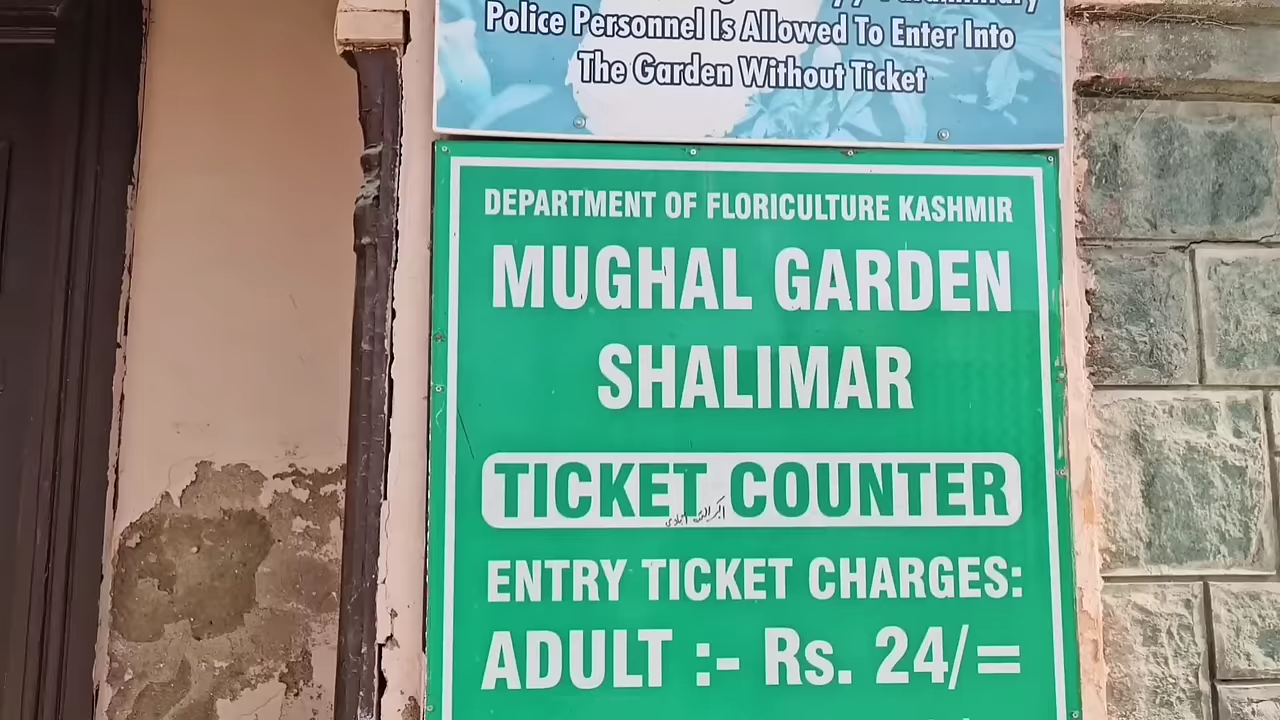 Police Personnel Is Allowed To Enter Into
The Garden Without Ticket
DEPARTMENT OF FLORICULTURE KASHMIR
MUGHAL GARDEN
SHALIMAR
TICKET COUNTER
ENTRY TICKET CHARGES:
ADULT :- Rs. 24/=